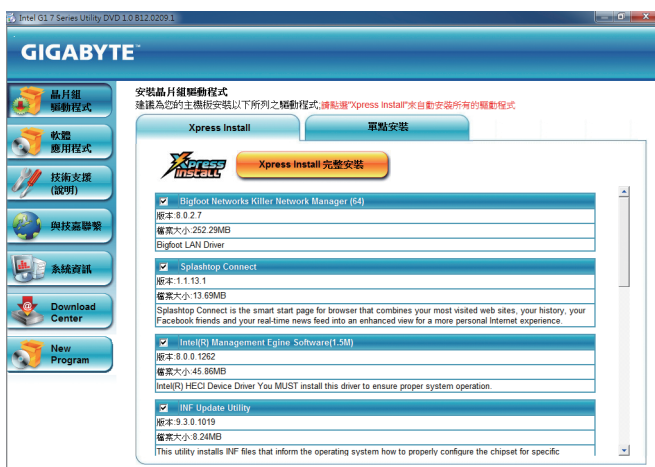 Intel G1 7 Series Utility DVD 1.0 B12.0209.1
GIGABYTE™
晶片組
驅動程式
軟體
應用程式
技術支援
(說明)
與技嘉聯繫
系統資訊
Download
Center
New
Program
安裝晶片組驅動程式
建議為您的主機板安裝以下所列之驅動程式;請點選"Xpress Install"來自動安裝所有的驅動程式
Xpress Install
單點安裝
Xpress
INSTALL
Xpress Install 完整安裝
Bigfoot Networks Killer Network Manager (64)
版本:8.0.2.7
檔案大小:252.29MB
Bigfoot LAN Driver
Splashtop Connect
版本:1.1.13.1
檔案大小:13.69MB
Splashtop Connect is the smart start page for browser that combines your most visited web sites, your history, your
Facebook friends and your real-time news feed into an enhanced view for a more personal Internet experience.
Intel(R) Management Egine Software(1.5M)
版本:8.0.0.1262
檔案大小:45.86MB
Intel(R) HECI Device Driver You MUST install this driver to ensure proper system operation.
INF Update Utility
版本:9.3.0.1019
檔案大小:8.24MB
This utility installs INF files that inform the operating system how to properly configure the chipset for specific